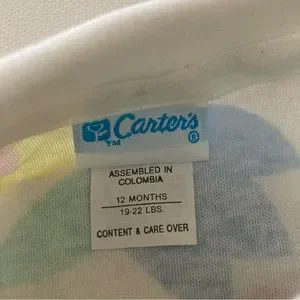 Carter's ®
TM
ASSEMBLED IN
COLOMBIA
12 MONTHS
19-22 LBS.
CONTENT & CARE OVER